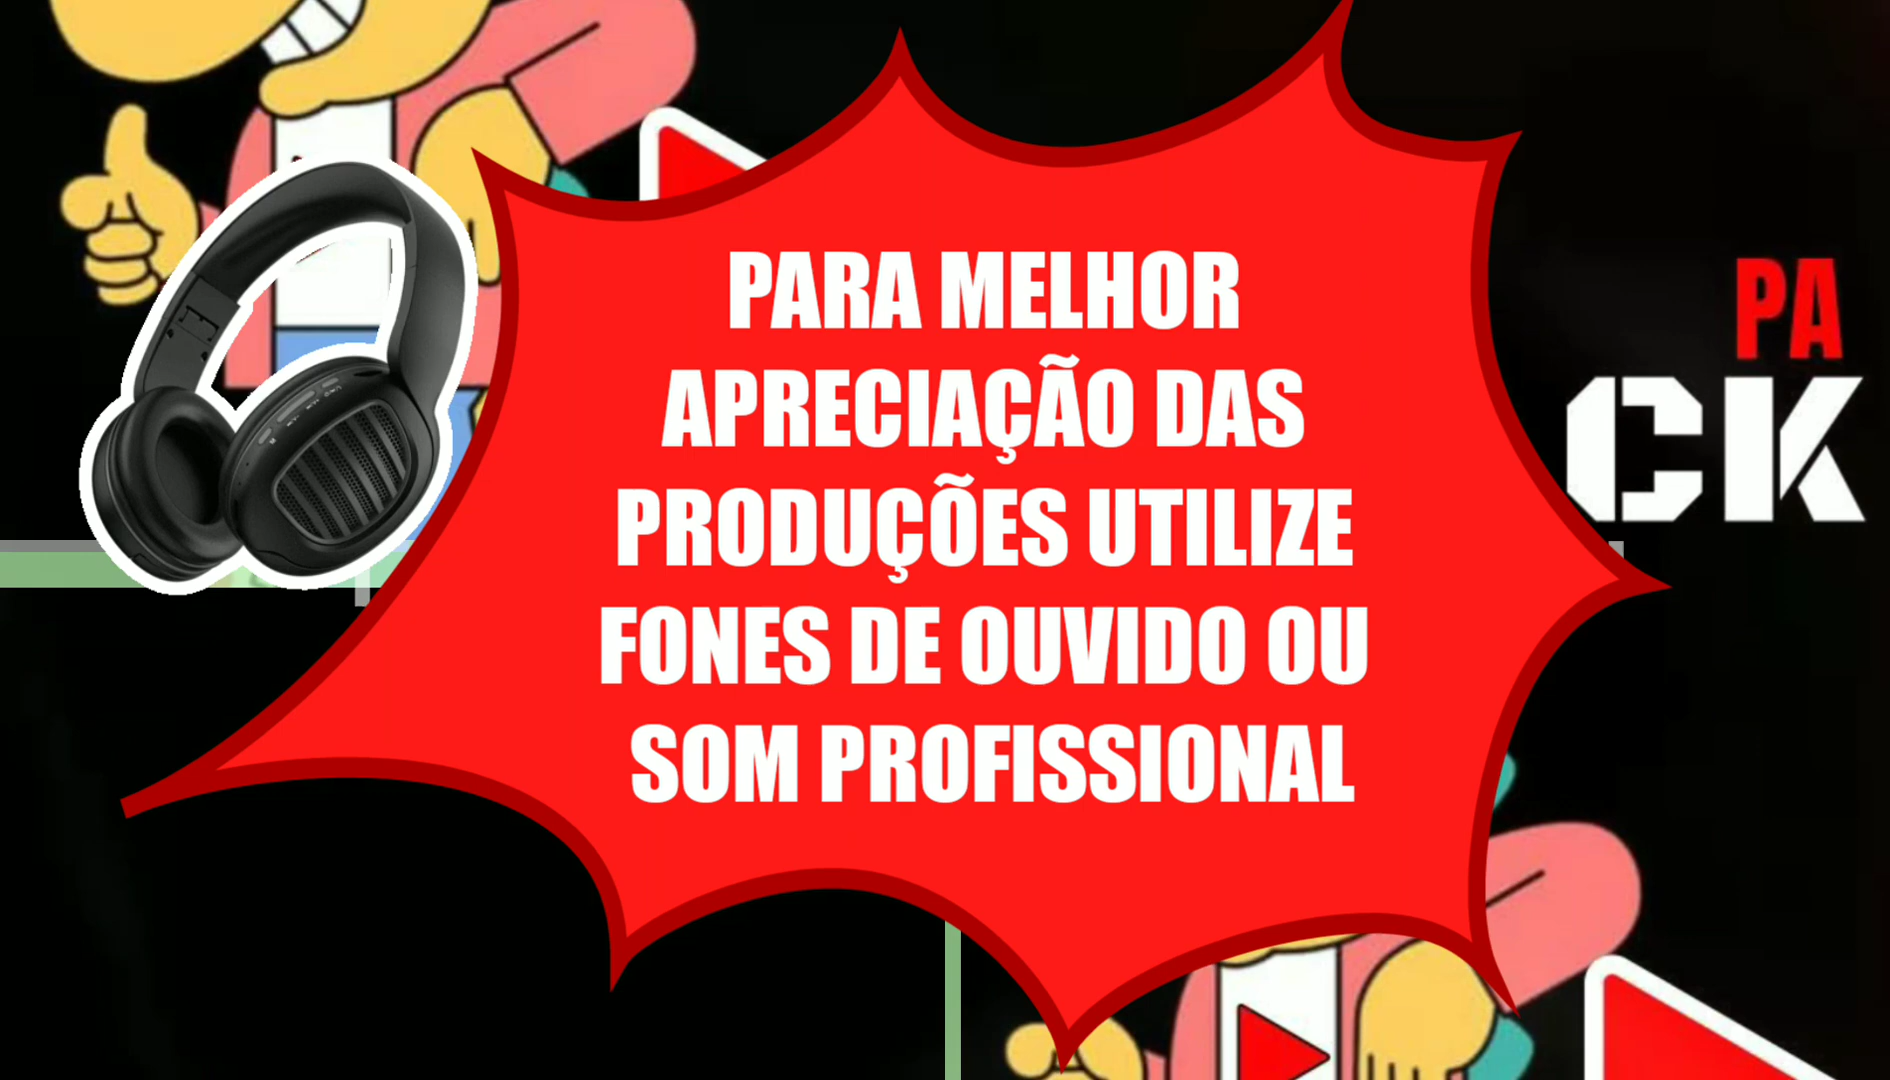 PARA MELHOR
APRECIAÇÃO DAS
PRODUÇÕES UTILIZE
FONES DE OUVIDO OU
SOM PROFISSIONAL
PA
CK